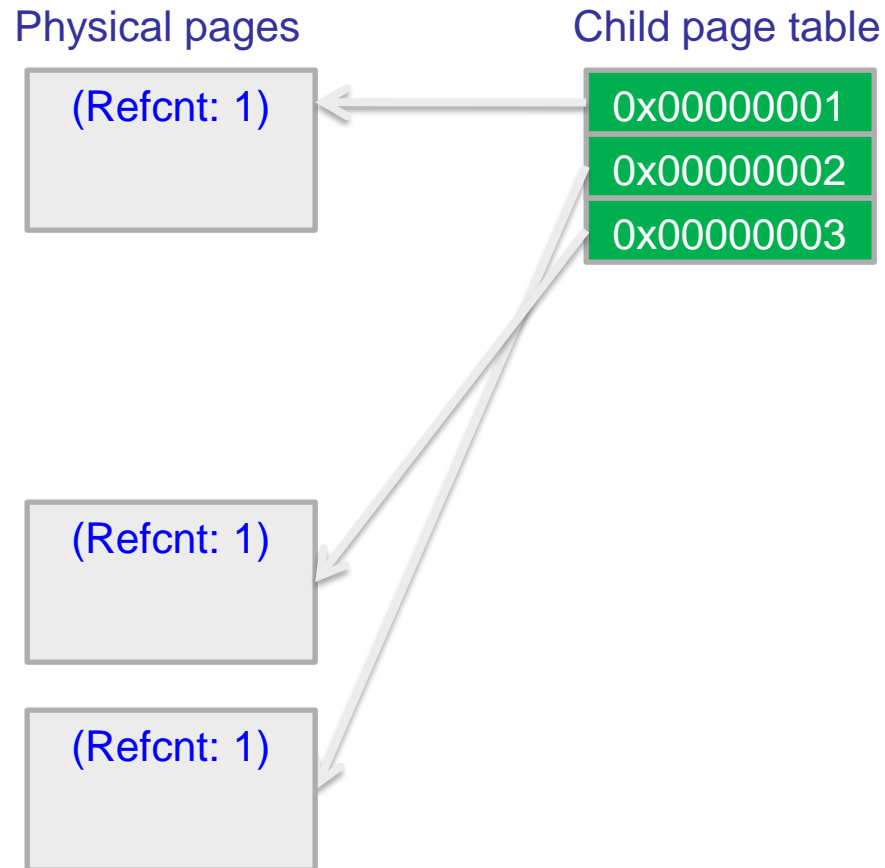 Physical pages
Child page table
(Refcnt: 1)
0x00000001
0x00000002
0x00000003
(Refcnt: 1)
(Refcnt: 1)